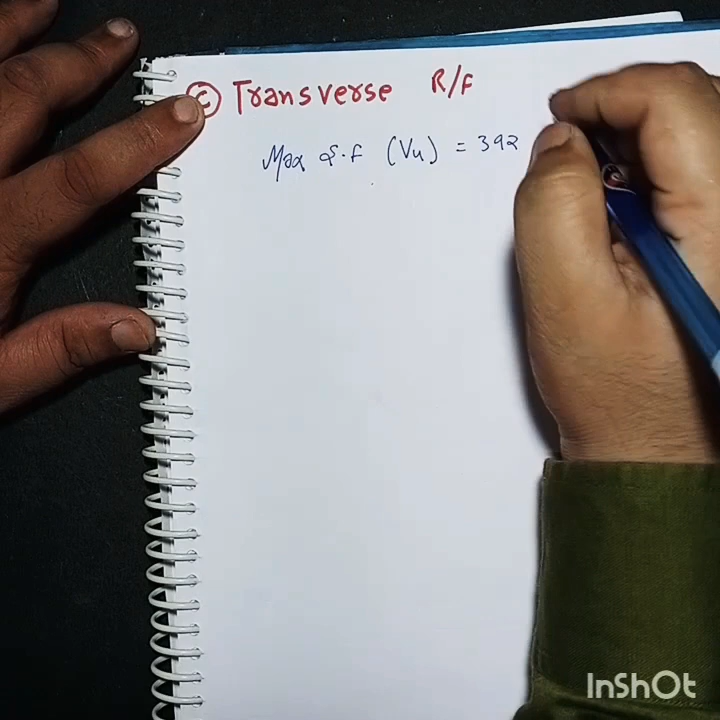 C Transverse R/F
Max S.F (Vu) = 392
InShOt